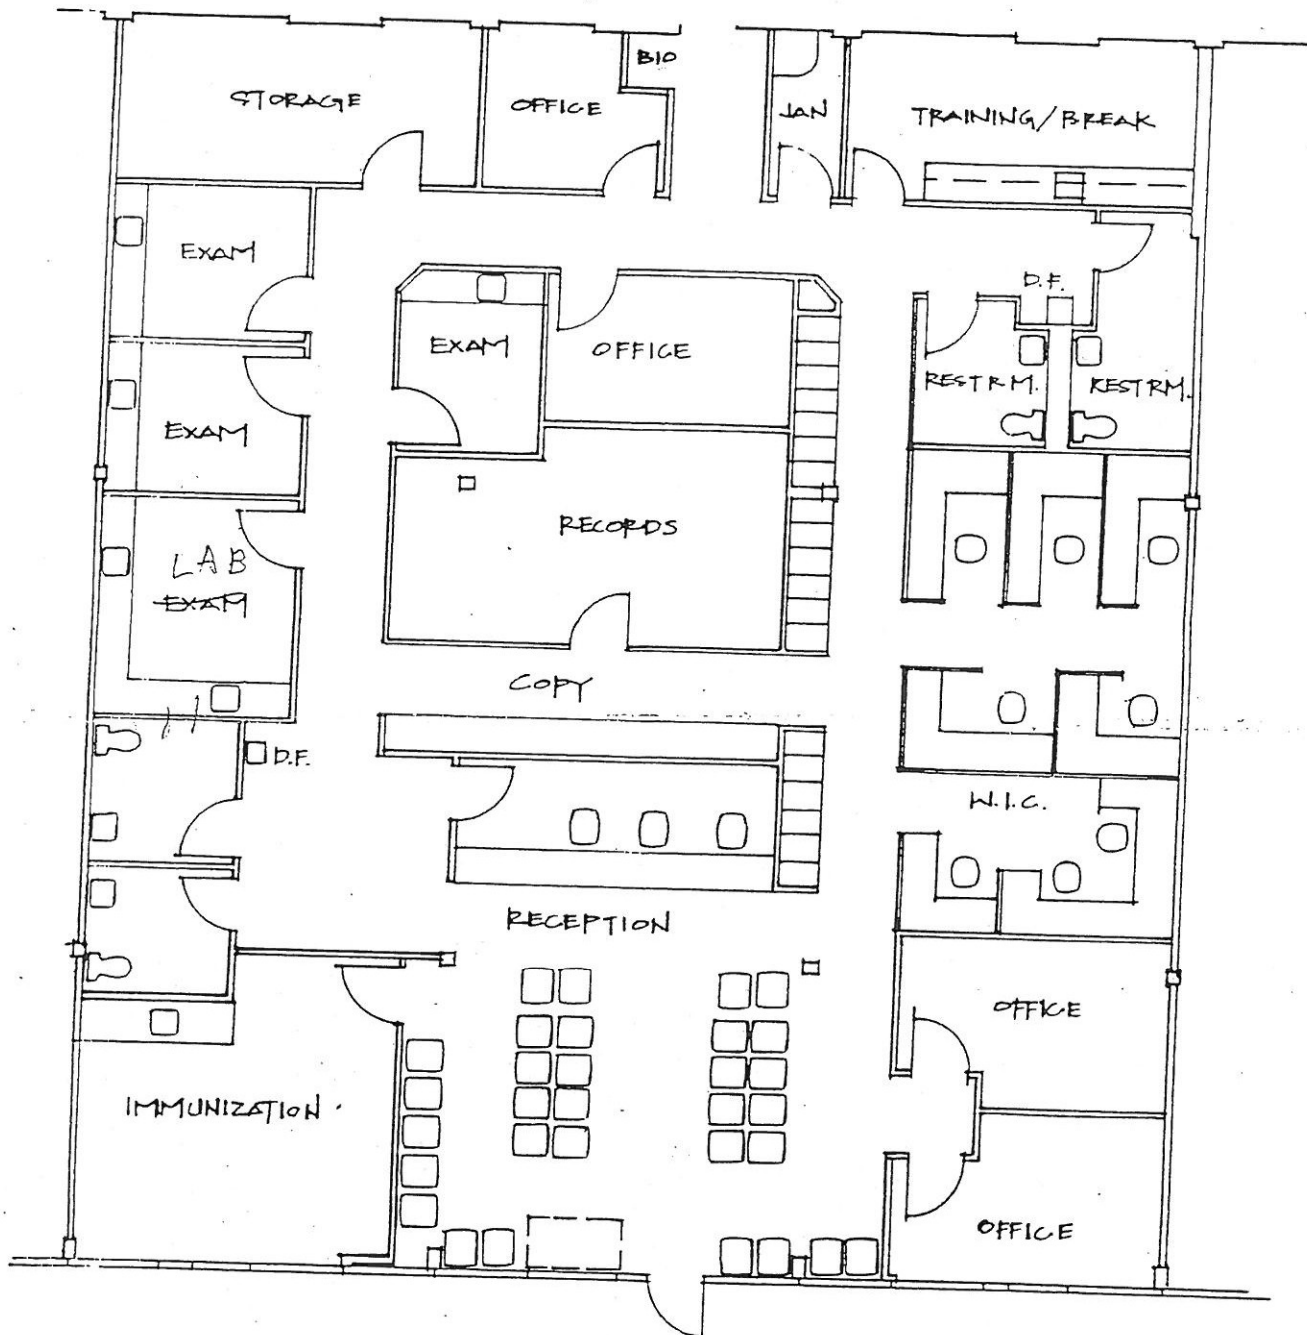 BIO
STORAGE
OFFICE
JAN
TRAINING/BREAK
EXAM
D.F.
EXAM
OFFICE
RESTRM.
RESTRM.
EXAM
RECORDS
LAB
EXAM
COPY
D.F.
W.I.C.
RECEPTION
OFFICE
IMMUNIZATION
OFFICE